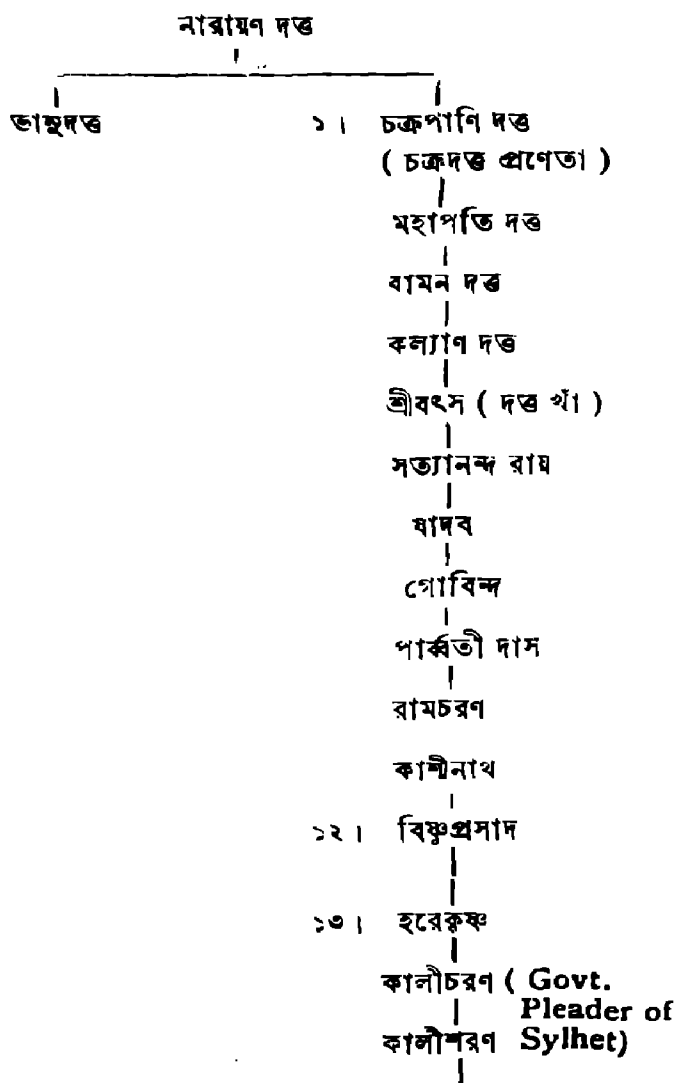 নারায়ণ দত্ত
ভানুদত্ত ১। চক্রপাণি দত্ত
( চক্রদত্ত প্রণেতা )
মহাপতি দত্ত
বামন দত্ত
কল্যাণ দত্ত
শ্রীবৎস ( দত্ত খাঁ )
সত্যানন্দ রায়
যাদব
গোবিন্দ
পার্ব্বতী দাস
রামচরণ
কাশীনাথ
১২। বিষ্ণুপ্রসাদ
১৩। হরেকৃষ্ণ
কালীচরণ ( Govt.
Pleader of
কালীশরণ Sylhet)